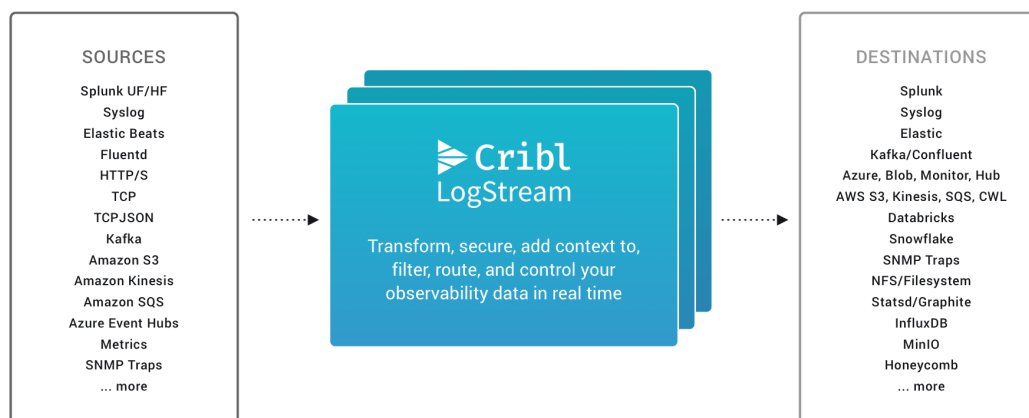 SOURCES
Splunk UF/HF
Syslog
Elastic Beats
Fluentd
HTTP/S
TCP
TCPJSON
Kafka
Amazon S3
Amazon Kinesis
Amazon SQS
Azure Event Hubs
Metrics
SNMP Traps
... more
Cribl
LogStream
Transform, secure, add context to,
filter, route, and control your
observability data in real time
DESTINATIONS
Splunk
Syslog
Elastic
Kafka/Confluent
Azure, Blob, Monitor, Hub
AWS S3, Kinesis, SQS, CWL
Databricks
Snowflake
SNMP Traps
NFS/Filesystem
Statsd/Graphite
InfluxDB
MinIO
Honeycomb
... more